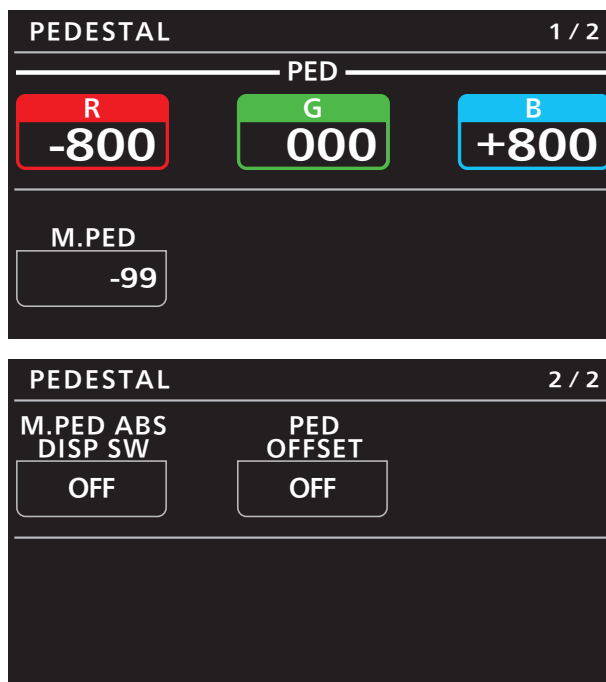 PEDESTAL 1 / 2
PED
R G B
-800 000 +800
M.PED
-99
PEDESTAL 2 / 2
M.PED ABS PED
DISP SW OFFSET
OFF OFF